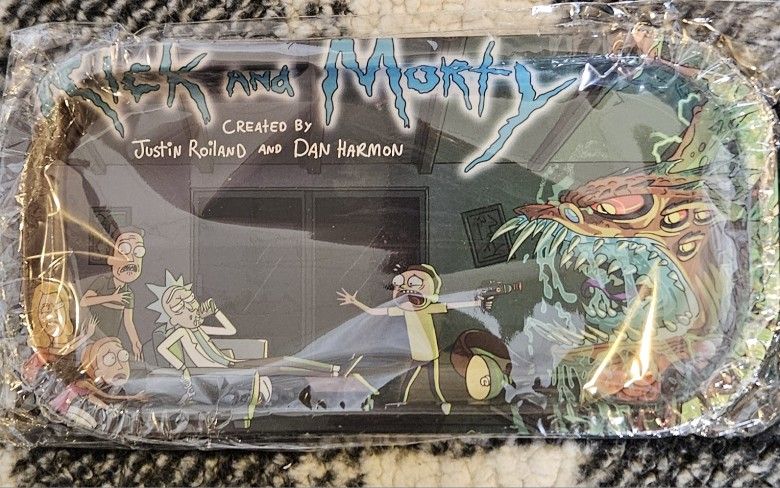 Rick and Morty
Created by
Justin Roiland and Dan Harmon